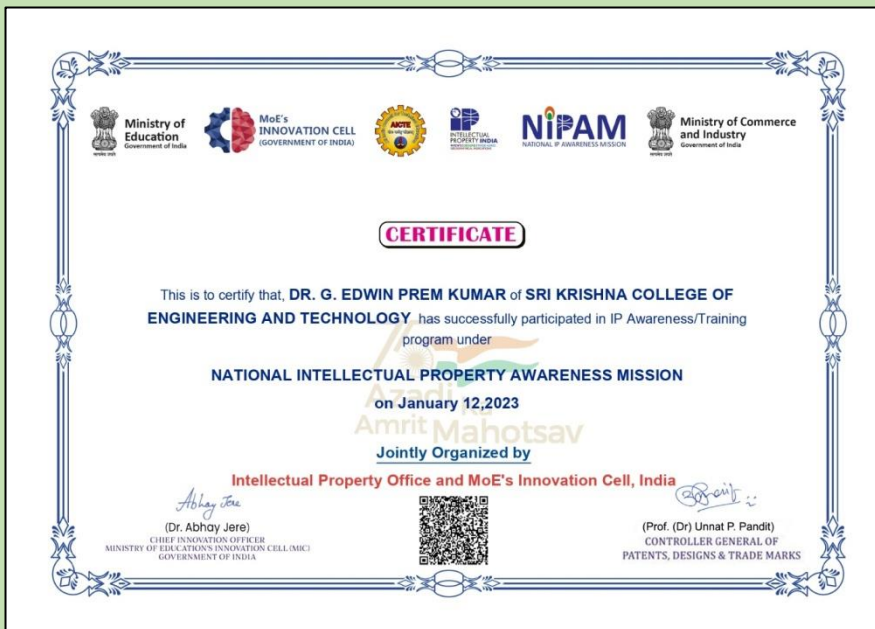 Ministry of
Education
Government of India
MoE's
INNOVATION CELL
(GOVERNMENT OF INDIA)
AICTE
INTELLECTUAL
PROPERTY INDIA
NiPAM
NATIONAL IP AWARENESS MISSION
Ministry of Commerce
and Industry
Government of India
CERTIFICATE
This is to certify that, DR. G. EDWIN PREM KUMAR of SRI KRISHNA COLLEGE OF
ENGINEERING AND TECHNOLOGY has successfully participated in IP Awareness/Training
program under
NATIONAL INTELLECTUAL PROPERTY AWARENESS MISSION
on January 12,2023
Azadi Ka
Amrit Mahotsav
Jointly Organized by
Intellectual Property Office and MoE's Innovation Cell, India
Abhay Jere
(Dr. Abhay Jere)
CHIEF INNOVATION OFFICER
MINISTRY OF EDUCATION'S INNOVATION CELL (MIC)
GOVERNMENT OF INDIA
(Prof. (Dr) Unnat P. Pandit)
CONTROLLER GENERAL OF
PATENTS, DESIGNS & TRADE MARKS